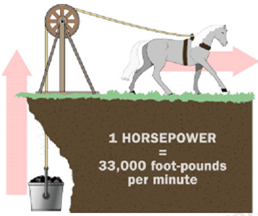 1 HORSEPOWER
=
33,000 foot-pounds
per minute